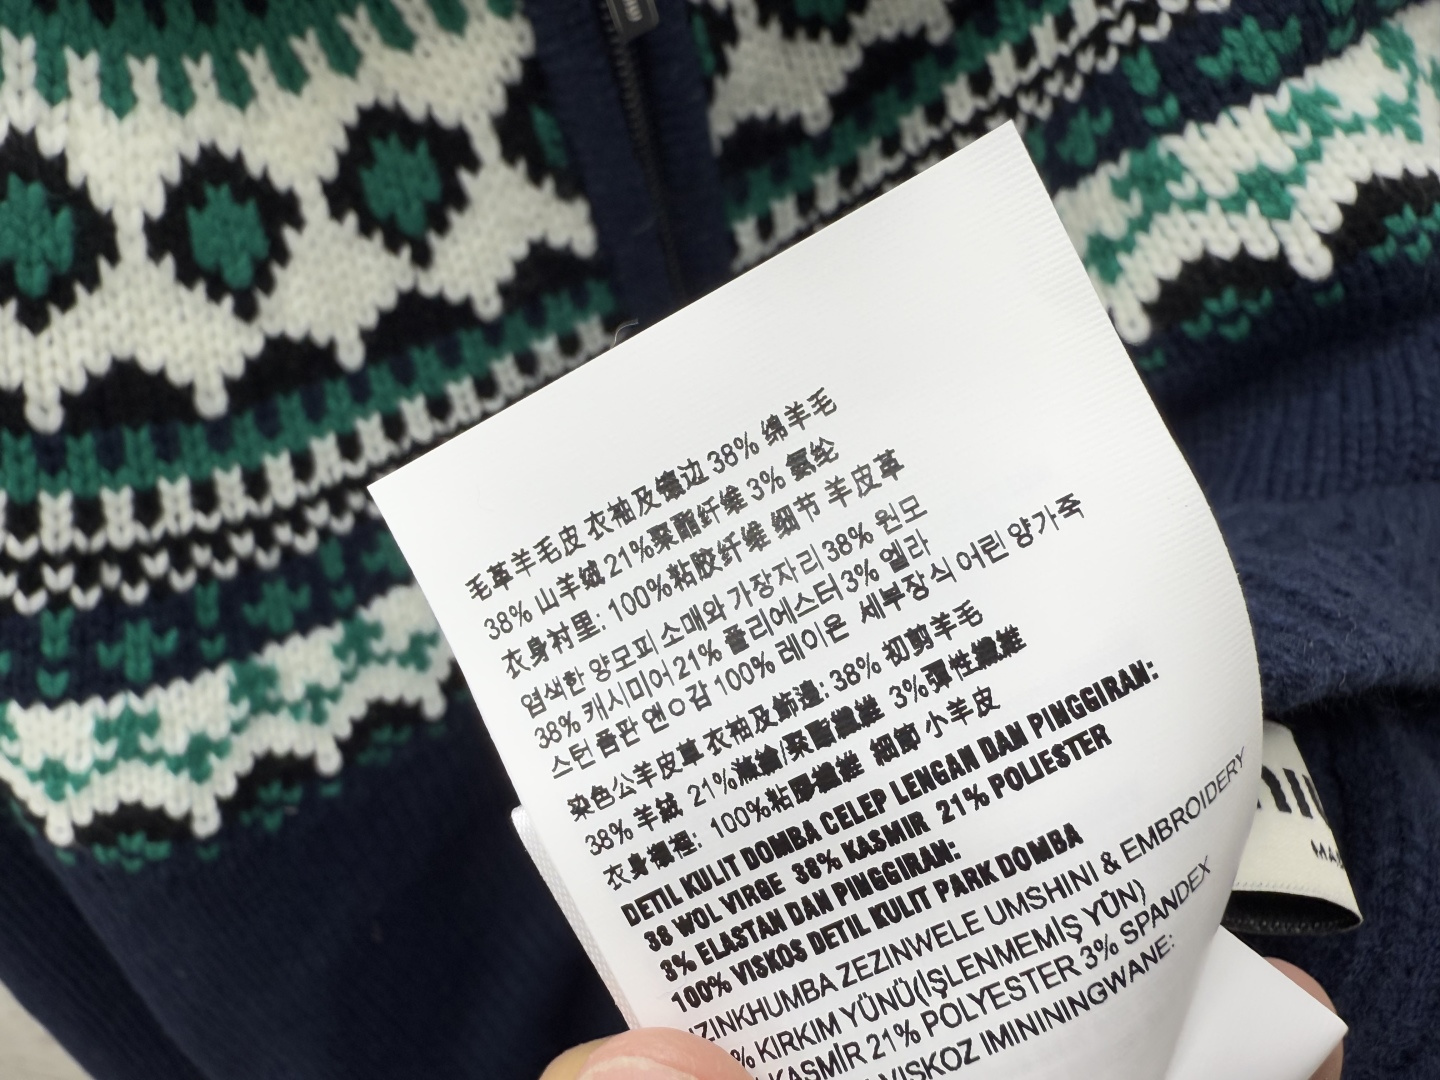 毛革羊毛皮 衣袖及镶边 38% 绵羊毛
38% 山羊绒 21%聚酯纤维 3% 氨纶
衣身衬里: 100%粘胶纤维 细节 羊皮革
염색한 양모피 소매와 가장자리 38% 원모
38% 캐시미어 21% 폴리에스터 3% 엘라
스턴 폼판 앤ㅇ감 100% 레이온 세부장식 어린 양가죽
染色公羊皮草 衣袖及飾邊: 38% 初剪羊毛
38% 羊絨 21%滌綸/聚酯纖維 3%彈性纖維
衣身襯裡: 100%粘膠纖維 細節 小羊皮
DETIL KULIT DOMBA CELEP LENGAN DAN PINGGIRAN:
38 WOL VIRGE 38% KASMIR 21% POLIESTER
3% ELASTAN DAN PINGGIRAN:
100% VISKOS DETIL KULIT PARK DOMBA
IZINKHUMBA ZEZINWELE UMSHINI & EMBROIDERY
% KIRKIM YÜNÜ(İŞLENMEMİŞ YÜN)
KASMİR 21% POLYESTER 3% SPANDEX
VISKOZ IMINININGWANE: